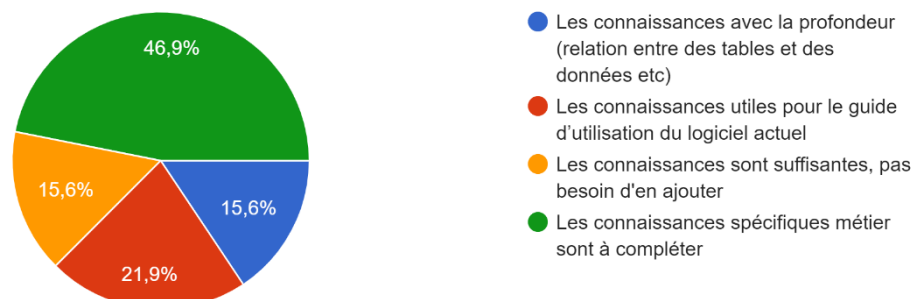 46,9%
15,6%
15,6%
21,9%
Les connaissances avec la profondeur
(relation entre des tables et des
données etc)
Les connaissances utiles pour le guide
d’utilisation du logiciel actuel
Les connaissances sont suffisantes, pas
besoin d'en ajouter
Les connaissances spécifiques métier
sont à compléter